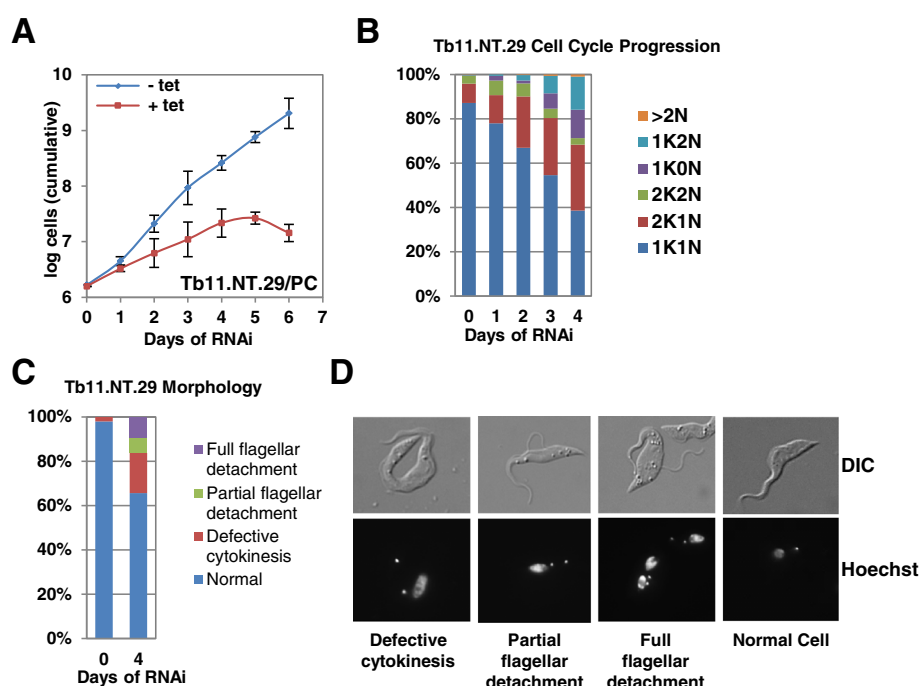 A
- tet
+ tet
log cells (cumulative)
10
9
8
7
6
0 1 2 3 4 5 6 7
Tb11.NT.29/PC
Days of RNAi
B
Tb11.NT.29 Cell Cycle Progression
100%
80%
60%
40%
20%
0%
0 1 2 3 4
Days of RNAi
>2N
1K2N
1K0N
2K2N
2K1N
1K1N
C
Tb11.NT.29 Morphology
100%
80%
60%
40%
20%
0%
0 4
Days of RNAi
Full flagellar
detachment
Partial flagellar
detachment
Defective
cytokinesis
Normal
D
DIC
Hoechst
Defective
cytokinesis
Partial
flagellar
detachment
Full
flagellar
detachment
Normal Cell